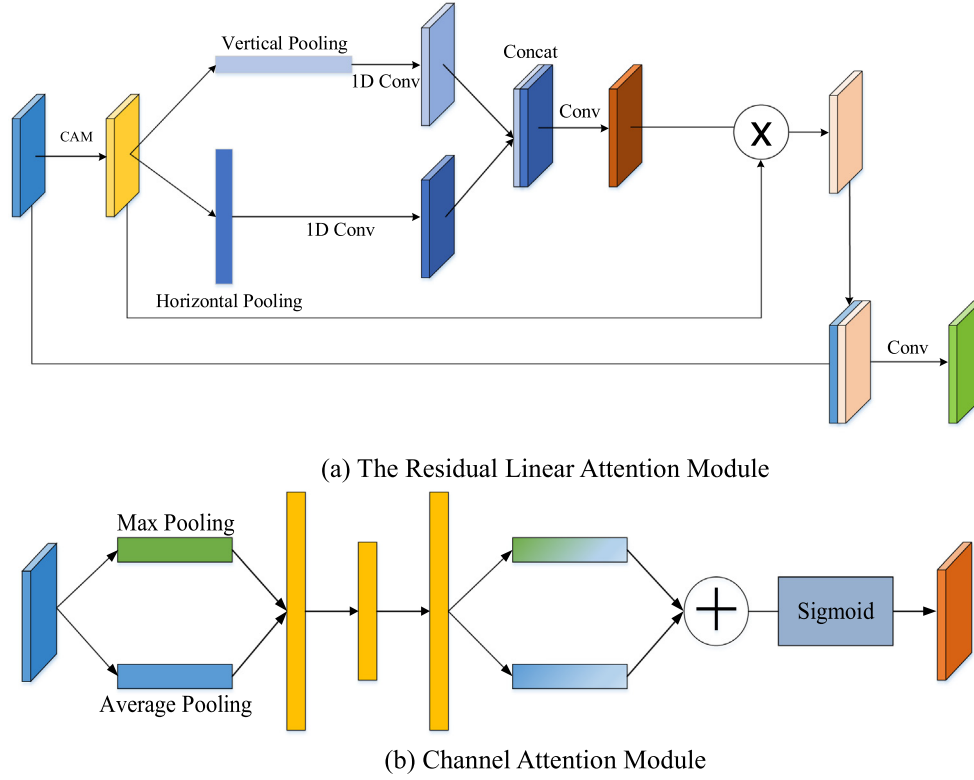 Vertical Pooling
1D Conv
Concat
CAM
Conv
X
1D Conv
Horizontal Pooling
Conv
(a) The Residual Linear Attention Module
Max Pooling
+
Sigmoid
Average Pooling
(b) Channel Attention Module